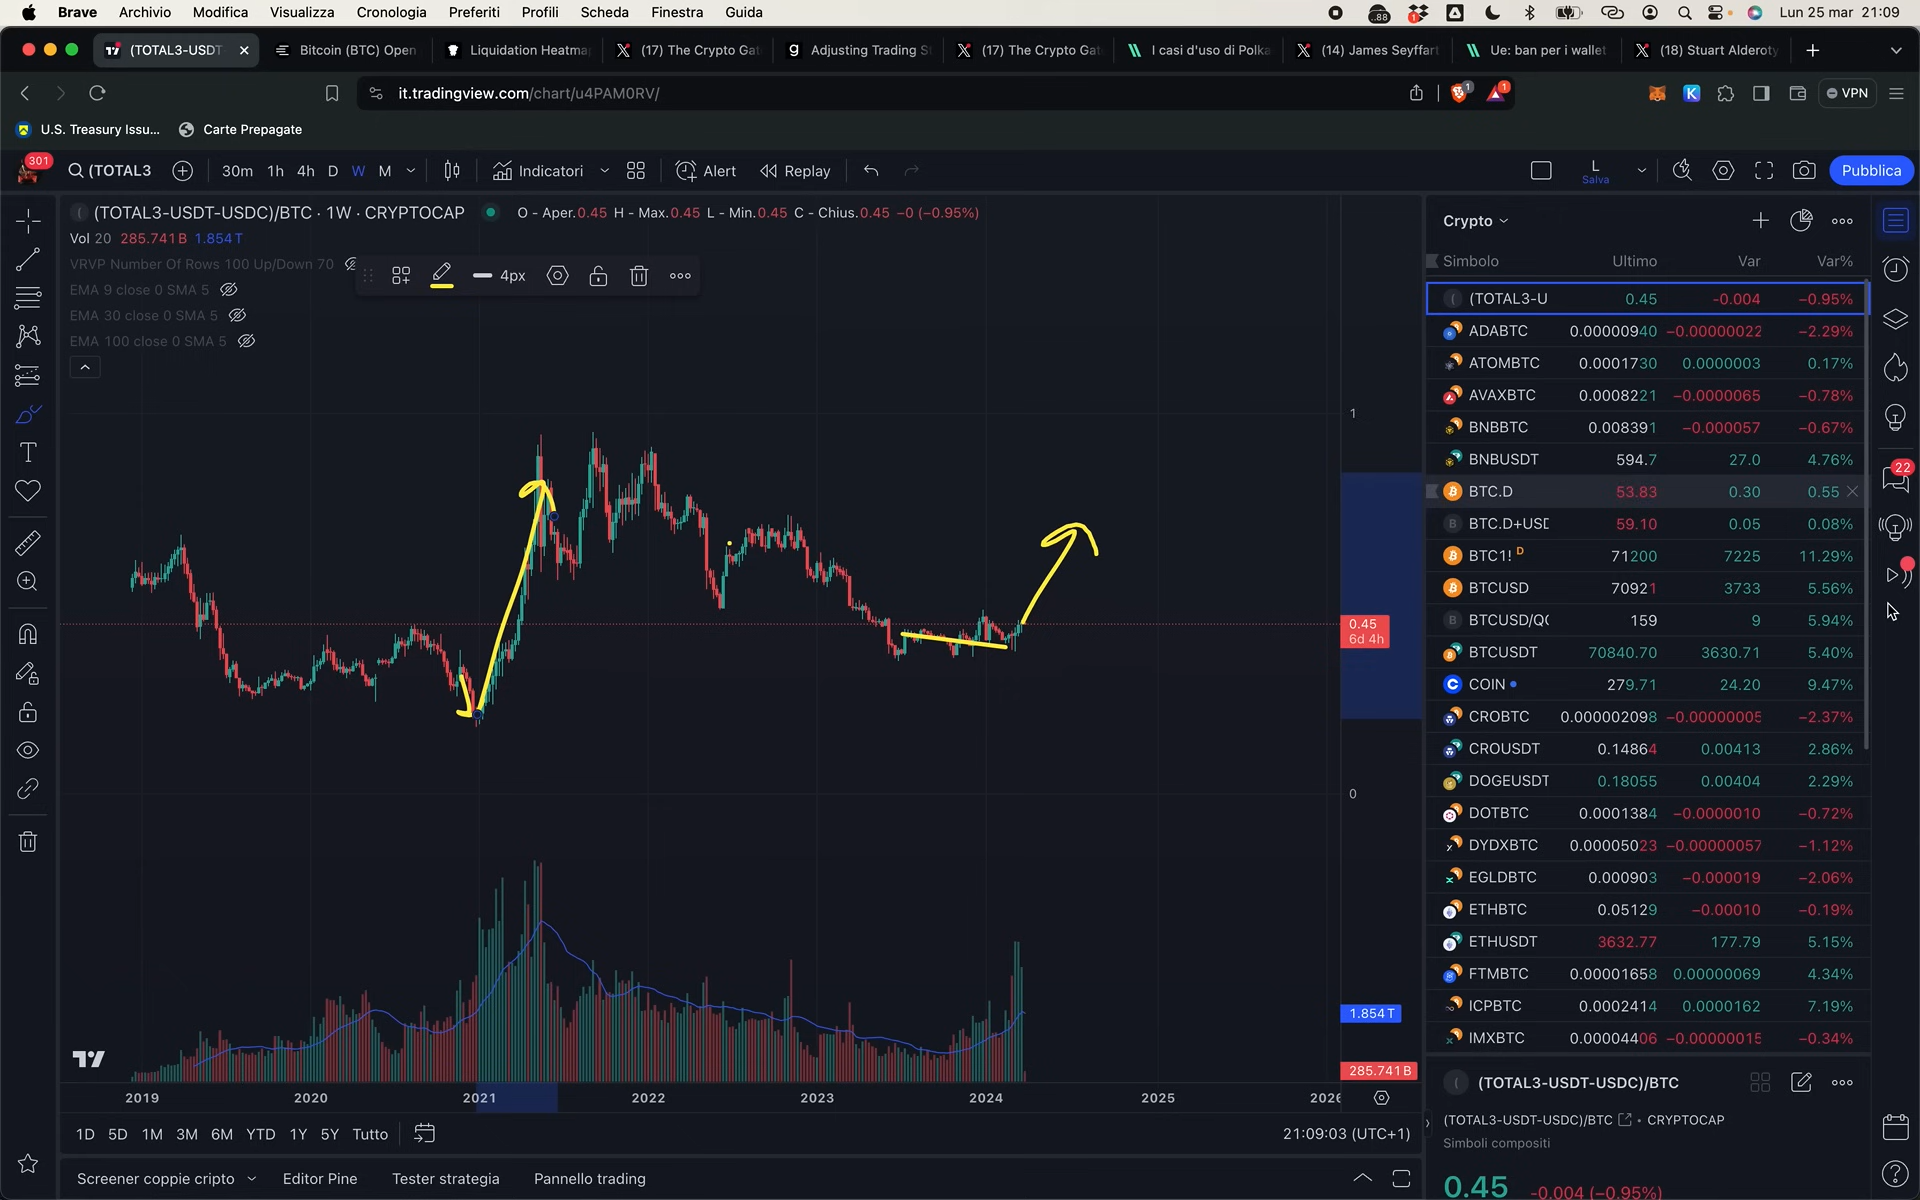 Brave Archivio Modifica Visualizza Cronologia Preferiti Profili Scheda Finestra Guida .88 1 Lun 25 mar 21:09
(TOTAL3-USDT- Bitcoin (BTC) Open Liquidation Heatma (17) The Crypto Gat Adjusting Trading S (17) The Crypto Gat I casi d'uso di Polka (14) James Seyffart Ue: ban per i wallet (18) Stuart Alderoty
it.tradingview.com/chart/u4PAM0RV/ 1 1 VPN
U.S. Treasury Issu... Carte Prepagate
301 (TOTAL3 30m 1h 4h D W M Indicatori Alert Replay L Salva Pubblica
(TOTAL3-USDT-USDC)/BTC · 1W · CRYPTOCAP O - Aper.0.45 H - Max.0.45 L - Min.0.45 C - Chius.0.45 −0 (−0.95%)
Vol 20 285.741B 1.854T
VRVP Number Of Rows 100 Up/Down 70
EMA 9 close 0 SMA 5
EMA 30 close 0 SMA 5
EMA 100 close 0 SMA 5
4px
1
0.45
6d 4h
0
1.854T
285.741B
2019 2020 2021 2022 2023 2024 2025 2026
1D 5D 1M 3M 6M YTD 1Y 5Y Tutto 21:09:03 (UTC+1)
Screener coppie cripto Editor Pine Tester strategia Pannello trading
Crypto
Simbolo Ultimo Var Var%
(TOTAL3-U 0.45 −0.004 −0.95%
ADABTC 0.00000940 −0.00000022 −2.29%
ATOMBTC 0.0001730 0.0000003 0.17%
AVAXBTC 0.0008221 −0.0000065 −0.78%
BNBBTC 0.008391 −0.000057 −0.67%
BNBUSDT 594.7 27.0 4.76%
BTC.D 53.83 0.30 0.55
BTC.D+USD 59.10 0.05 0.08%
BTC1! D 71200 7225 11.29%
BTCUSD 70921 3733 5.56%
BTCUSD/QC 159 9 5.94%
BTCUSDT 70840.70 3630.71 5.40%
COIN 279.71 24.20 9.47%
CROBTC 0.000002098 −0.00000005 −2.37%
CROUSDT 0.14864 0.00413 2.86%
DOGEUSDT 0.18055 0.00404 2.29%
DOTBTC 0.0001384 −0.0000010 −0.72%
DYDXBTC 0.00005023 −0.00000057 −1.12%
EGLDBTC 0.000903 −0.000019 −2.06%
ETHBTC 0.05129 −0.00010 −0.19%
ETHUSDT 3632.77 177.79 5.15%
FTMBTC 0.00001658 0.00000069 4.34%
ICPBTC 0.0002414 0.0000162 7.19%
IMXBTC 0.00004406 −0.00000015 −0.34%
(TOTAL3-USDT-USDC)/BTC
(TOTAL3-USDT-USDC)/BTC • CRYPTOCAP
Simboli compositi
0.45 −0.004 (−0.95%)
22